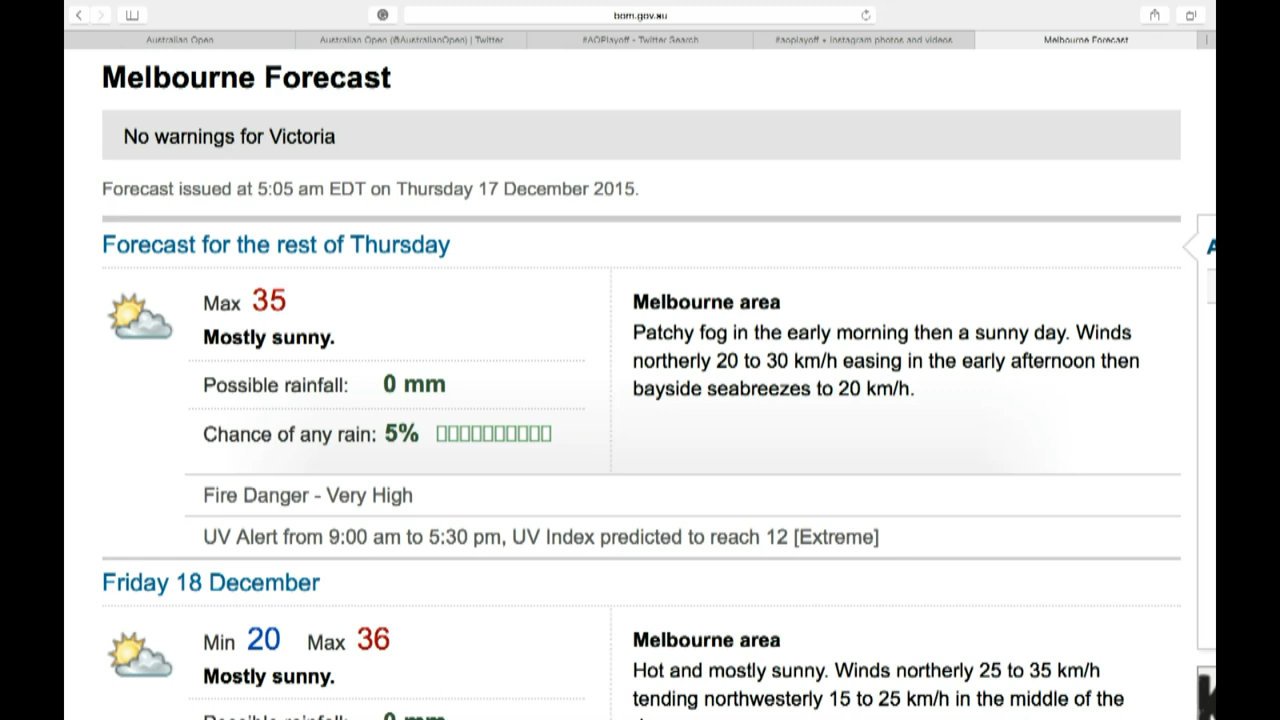 bom.gov.au
Australian Open
Australian Open (@AustralianOpen) | Twitter
#AOPlayoff - Twitter Search
#aoplayoff • Instagram photos and videos
Melbourne Forecast
Melbourne Forecast
No warnings for Victoria
Forecast issued at 5:05 am EDT on Thursday 17 December 2015.
Forecast for the rest of Thursday
Max 35
Mostly sunny.
Possible rainfall: 0 mm
Chance of any rain: 5%
Melbourne area
Patchy fog in the early morning then a sunny day. Winds
northerly 20 to 30 km/h easing in the early afternoon then
bayside seabreezes to 20 km/h.
Fire Danger - Very High
UV Alert from 9:00 am to 5:30 pm, UV Index predicted to reach 12 [Extreme]
Friday 18 December
Min 20 Max 36
Mostly sunny.
Possible rainfall: 0 mm
Melbourne area
Hot and mostly sunny. Winds northerly 25 to 35 km/h
tending northwesterly 15 to 25 km/h in the middle of the